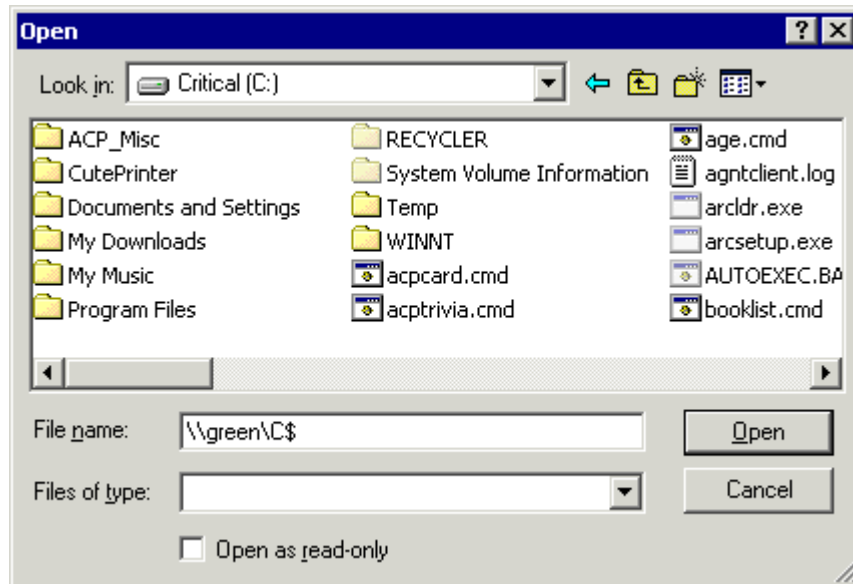 Open
Look in: Critical (C:)
ACP_Misc RECYCLER age.cmd
CutePrinter System Volume Information agntclient.log
Documents and Settings Temp arcldr.exe
My Downloads WINNT arcsetup.exe
My Music acpcard.cmd AUTOEXEC.BA
Program Files acptrivia.cmd booklist.cmd
File name: \\green\C$ Open
Files of type: Cancel
Open as read-only